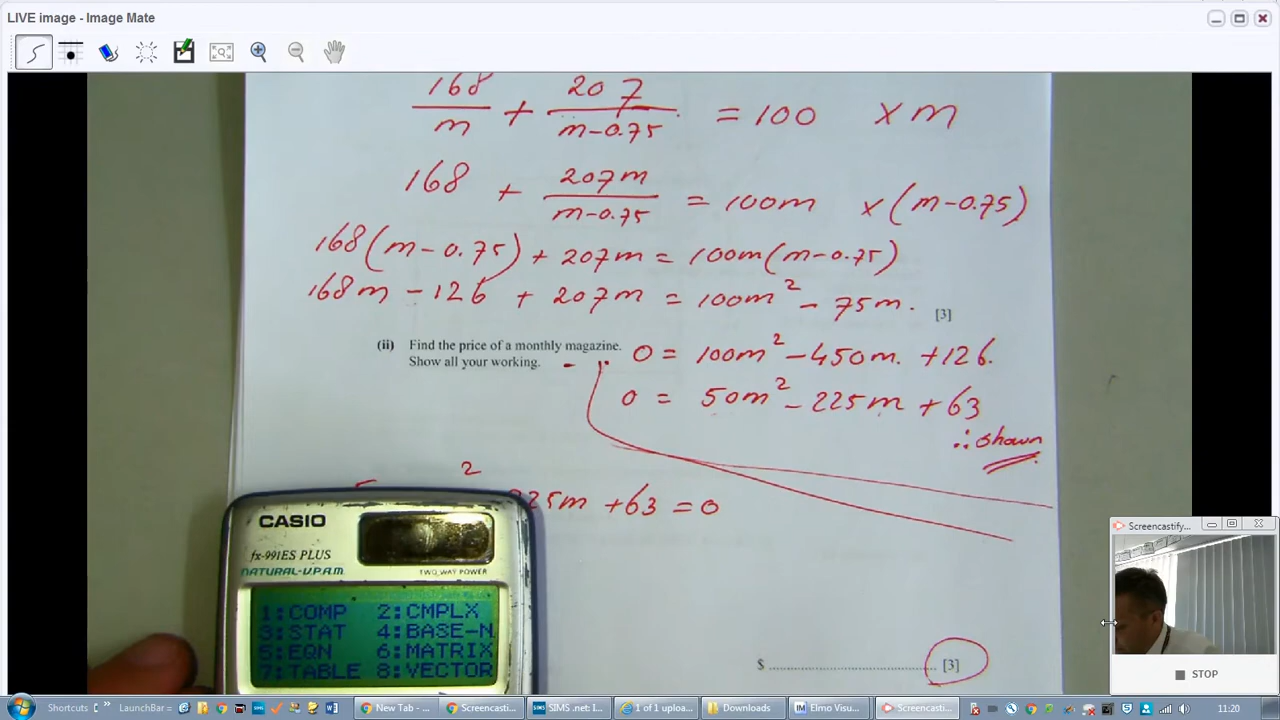 LIVE image - Image Mate
168/m + 207/m-0.75 = 100 × m
168 + 207m/m-0.75 = 100m × (m-0.75)
168(m-0.75) + 207m = 100m(m-0.75)
168m - 126 + 207m = 100m² - 75m.
[3]
(ii) Find the price of a monthly magazine.
Show all your working.
0 = 100m² - 450m. + 126.
0 = 50m² - 225m + 63
∴ shown
225m + 63 = 0
CASIO
fx-991ES PLUS
NATURAL-V.P.A.M.
TWO WAY POWER
1:COMP 2:CMPLX
3:STAT 4:BASE-N
5:EQN 6:MATRIX
7:TABLE 8:VECTOR
$ ........................................... [3]
Screencastify...
STOP
Shortcuts
LaunchBar
New Tab - ...
Screencasti...
SIMS .net: I...
1 of 1 uploa...
Downloads
Elmo Visu...
Screencasti...
11:20